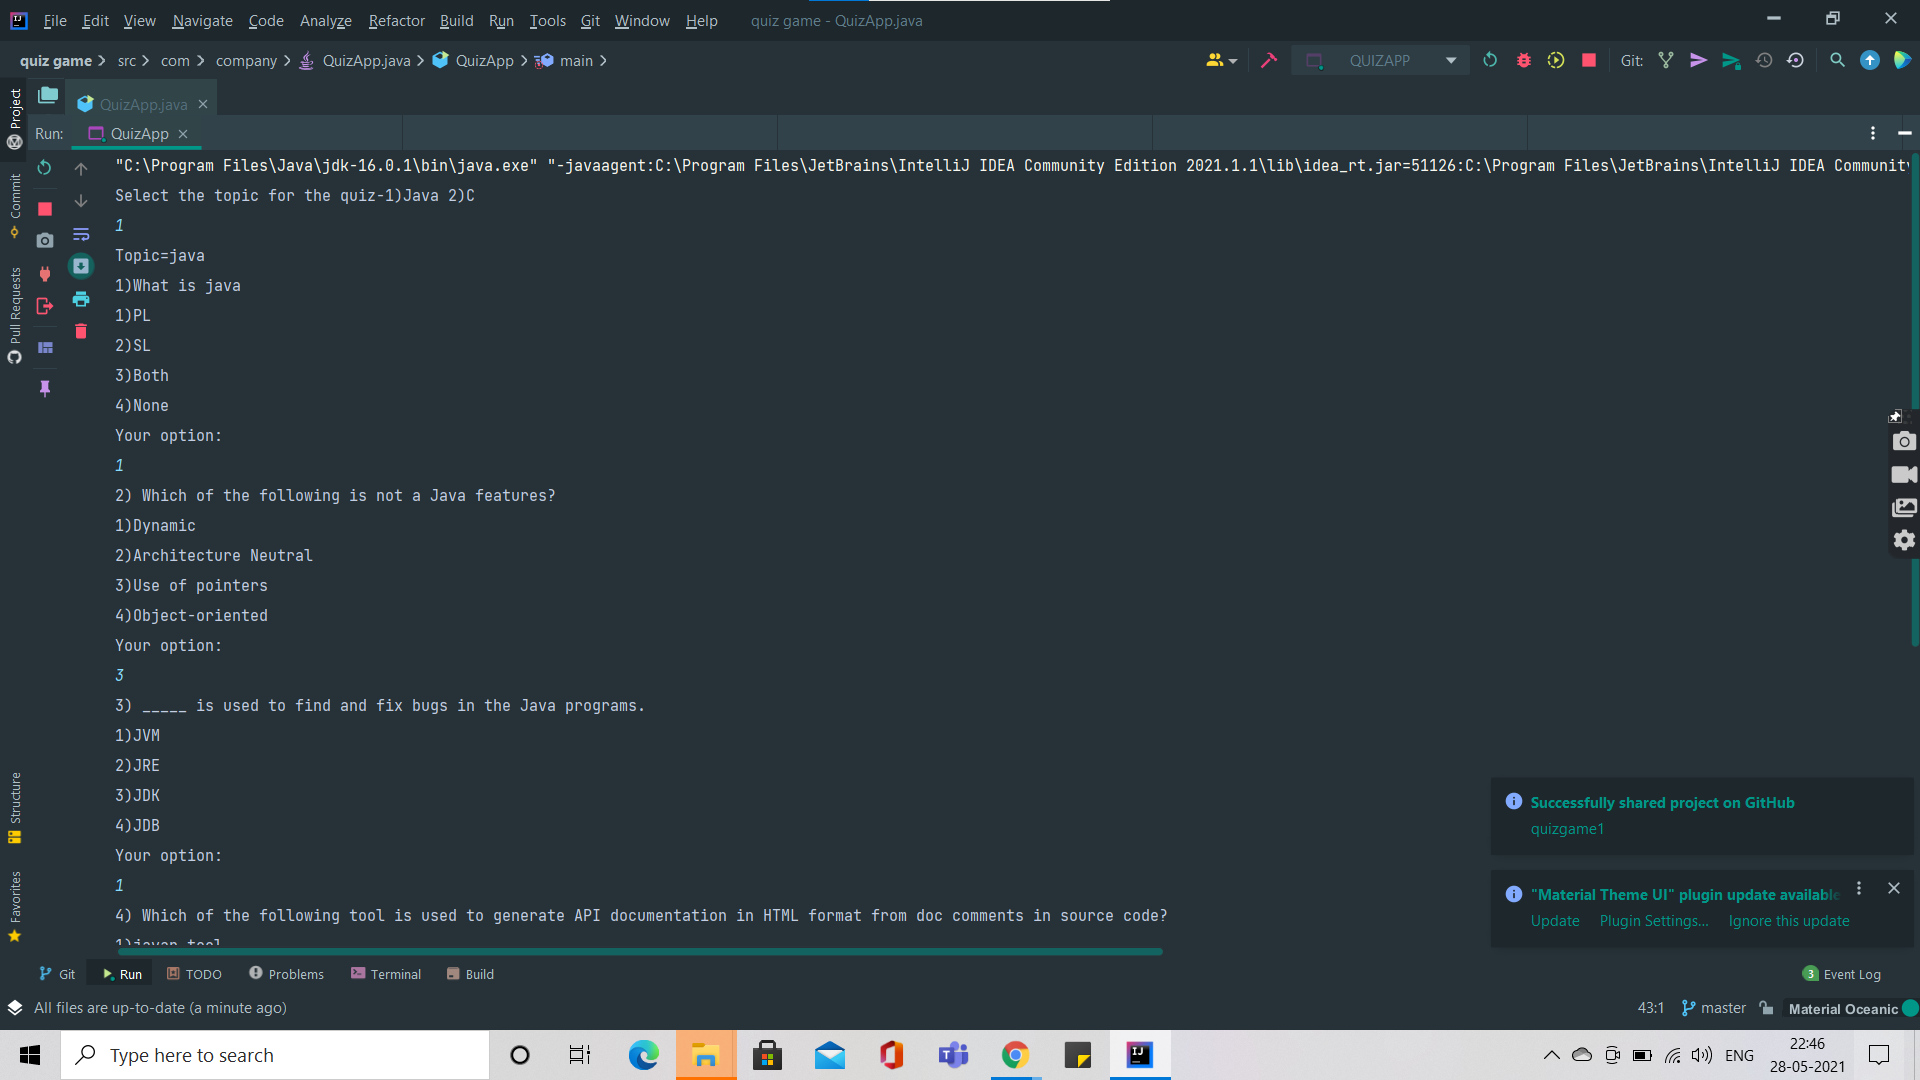 File Edit View Navigate Code Analyze Refactor Build Run Tools Git Window Help quiz game - QuizApp.java
quiz game src com company QuizApp.java QuizApp main QUIZAPP Git:
Project
QuizApp.java
Run: QuizApp
"C:\Program Files\Java\jdk-16.0.1\bin\java.exe" "-javaagent:C:\Program Files\JetBrains\IntelliJ IDEA Community Edition 2021.1.1\lib\idea_rt.jar=51126:C:\Program Files\JetBrains\IntelliJ IDEA Communit
Select the topic for the quiz-1)Java 2)C
1
Topic=java
1)What is java
1)PL
2)SL
3)Both
4)None
Your option:
1
2) Which of the following is not a Java features?
1)Dynamic
2)Architecture Neutral
3)Use of pointers
4)Object-oriented
Your option:
3
3) _____ is used to find and fix bugs in the Java programs.
1)JVM
2)JRE
3)JDK
4)JDB
Your option:
1
4) Which of the following tool is used to generate API documentation in HTML format from doc comments in source code?
1)javap tool
Commit
Pull Requests
Structure
Favorites
Successfully shared project on GitHub
quizgame1
"Material Theme UI" plugin update available
Update Plugin Settings... Ignore this update
Git Run TODO Problems Terminal Build 3 Event Log
All files are up-to-date (a minute ago) 43:1 master Material Oceanic
Type here to search ENG 22:46
28-05-2021